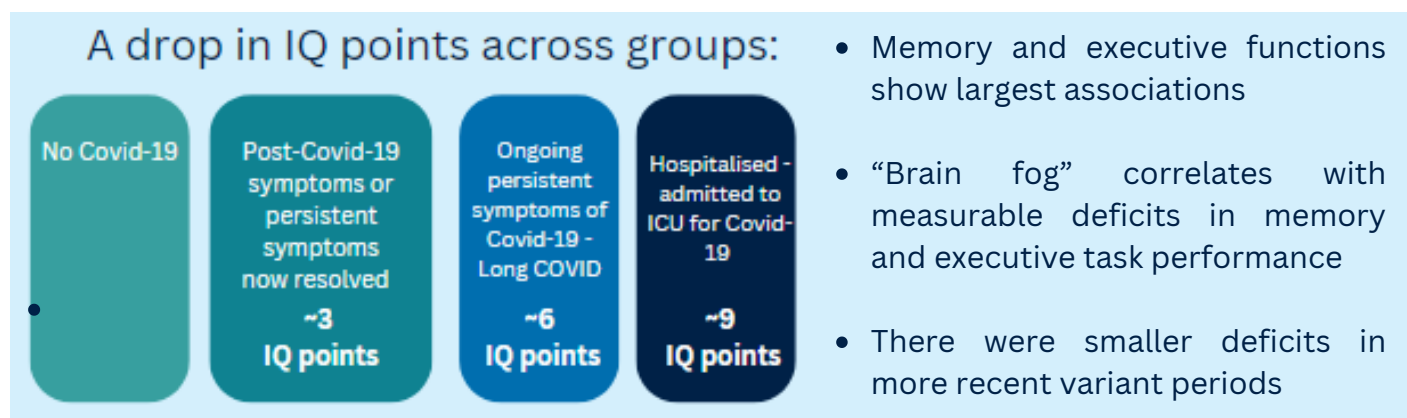 A drop in IQ points across groups:
No Covid-19
Post-Covid-19
symptoms or
persistent
symptoms
now resolved
~3
IQ points
Ongoing
persistent
symptoms of
Covid-19 -
Long COVID
~6
IQ points
Hospitalised -
admitted to
ICU for Covid-
19
~9
IQ points
• Memory and executive functions
show largest associations
• “Brain fog” correlates with
measurable deficits in memory
and executive task performance
• There were smaller deficits in
more recent variant periods